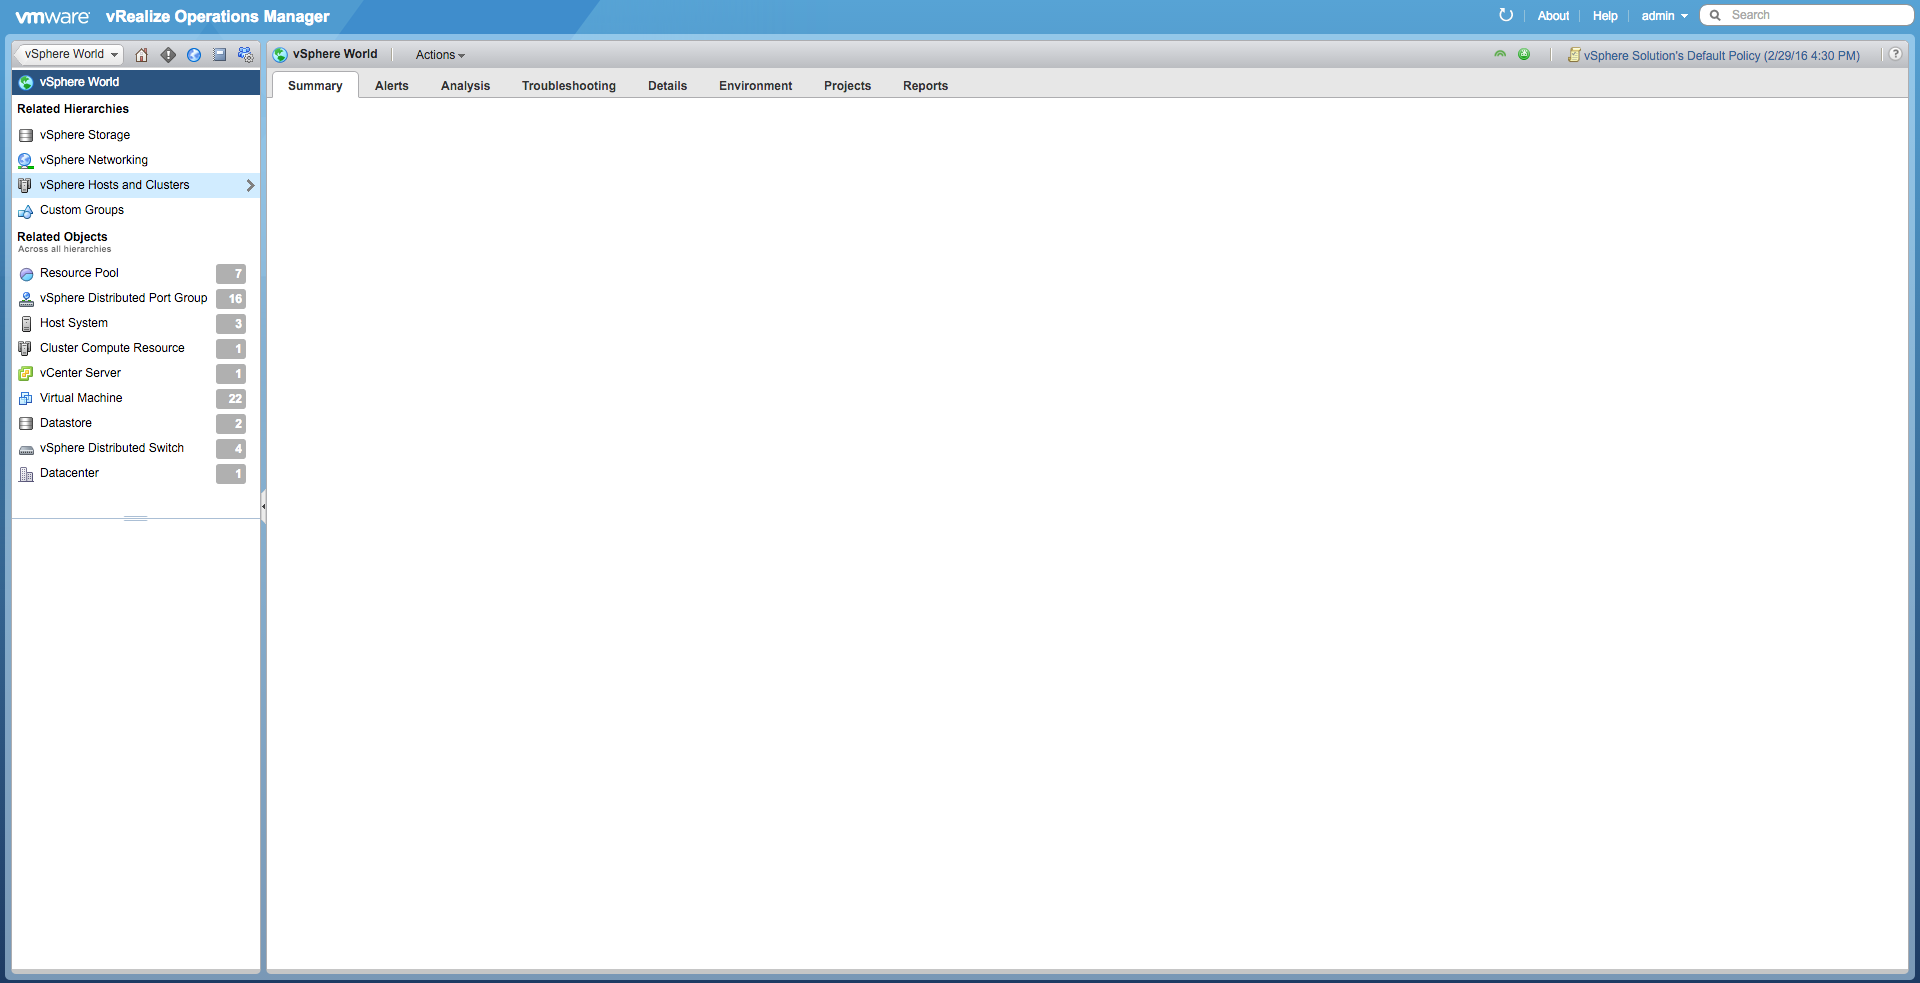 vmware vRealize Operations Manager
About Help admin Search
vSphere World
vSphere World
Related Hierarchies
vSphere Storage
vSphere Networking
vSphere Hosts and Clusters
Custom Groups
Related Objects
Across all hierarchies
Resource Pool 7
vSphere Distributed Port Group 16
Host System 3
Cluster Compute Resource 1
vCenter Server 1
Virtual Machine 22
Datastore 2
vSphere Distributed Switch 4
Datacenter 1
vSphere World Actions vSphere Solution's Default Policy (2/29/16 4:30 PM) ?
Summary Alerts Analysis Troubleshooting Details Environment Projects Reports